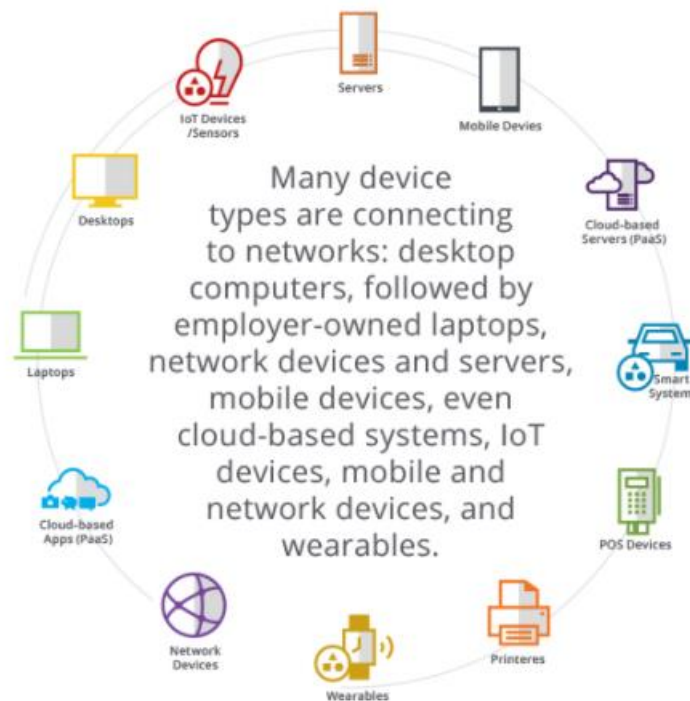 Servers
Mobile Devies
Cloud-based
Servers (PaaS)
Smart
System
POS Devices
Printeres
Wearables
Network
Devices
Cloud-based
Apps (PaaS)
Laptops
Desktops
IoT Devices
/Sensors
Many device
types are connecting
to networks: desktop
computers, followed by
employer-owned laptops,
network devices and servers,
mobile devices, even
cloud-based systems, IoT
devices, mobile and
network devices, and
wearables.